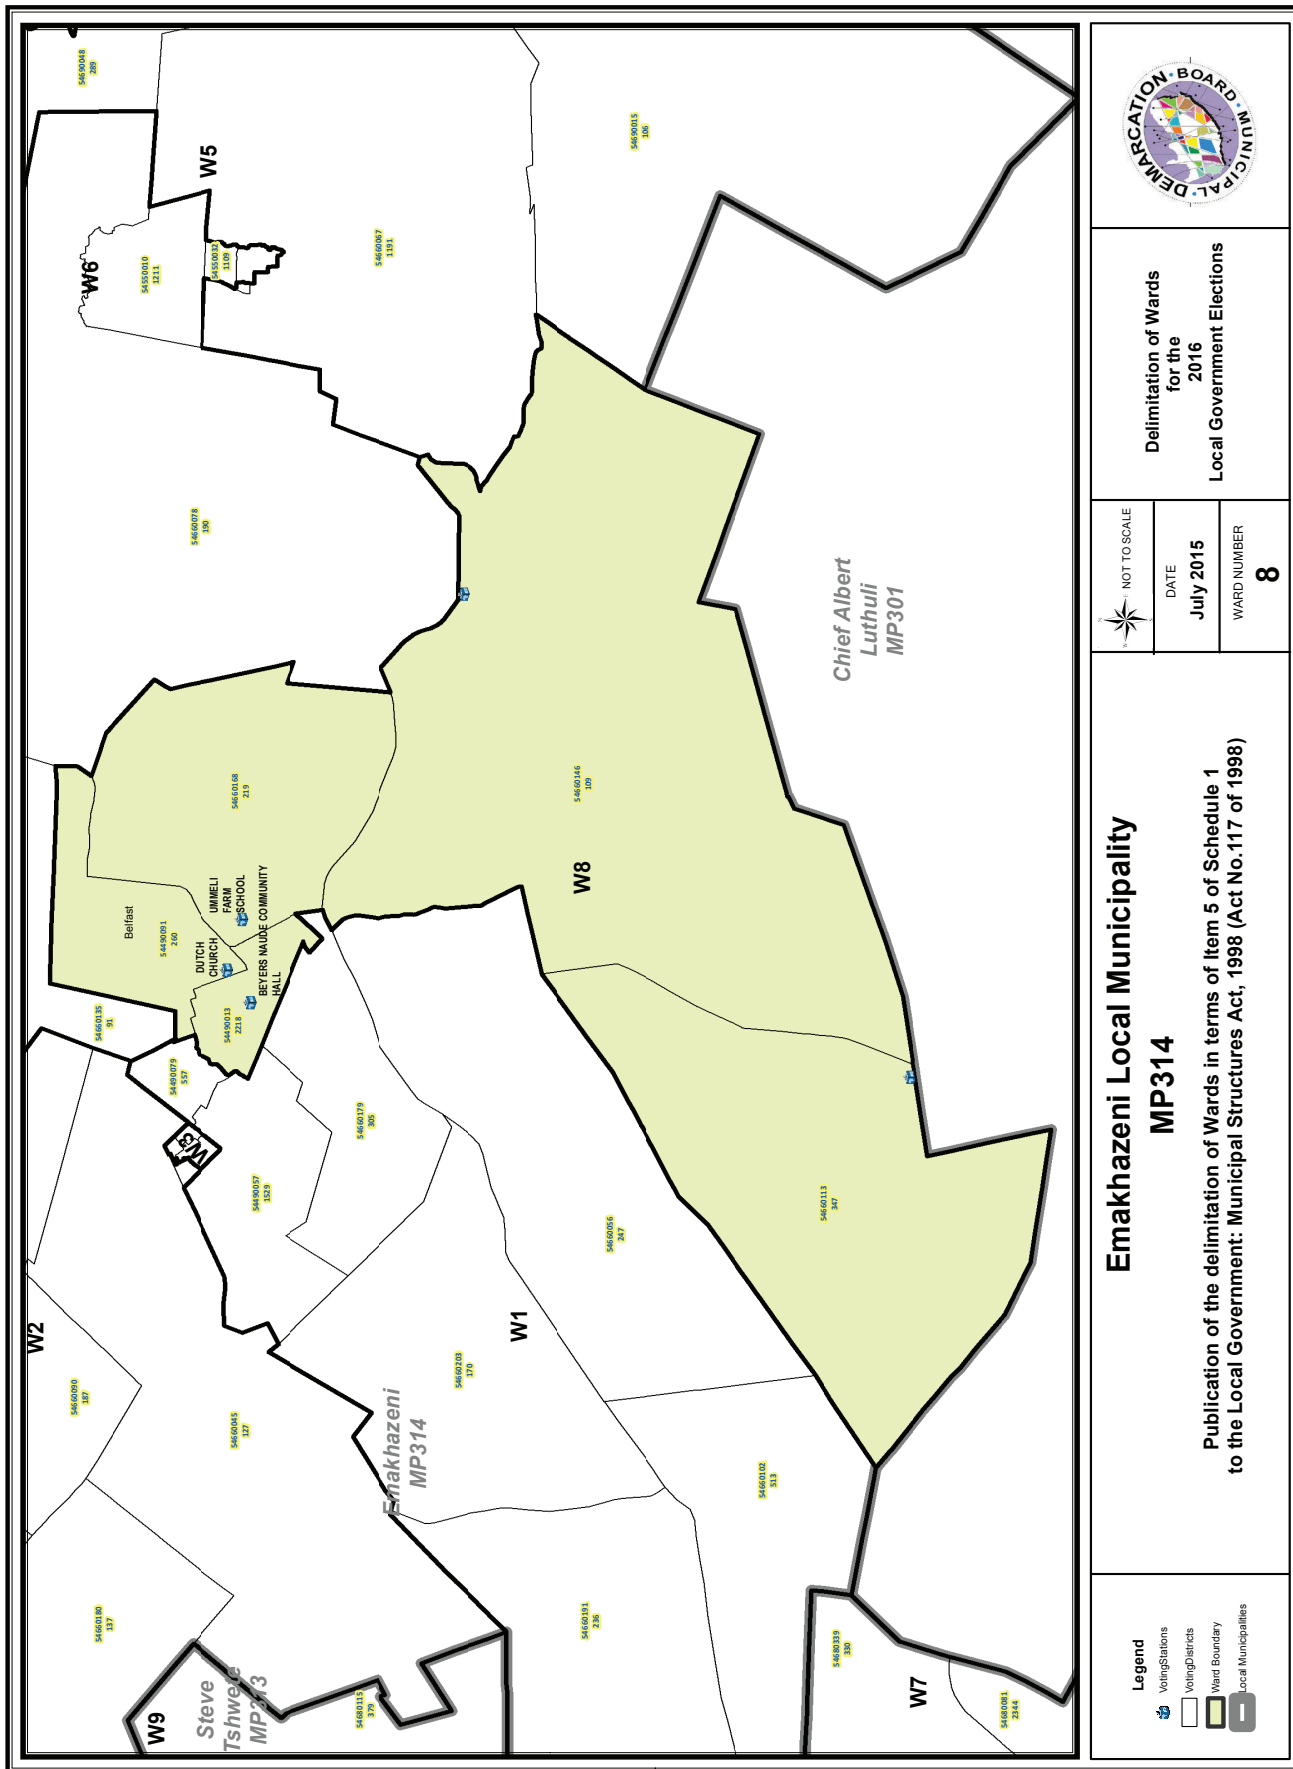 54690048
289
W5
W6
54550010
1211
54550032
1109
54660067
1191
54690015
106
54660078
190
54660168
219
54660146
109
W8
Belfast
54490091
260
DUTCH
CHURCH
UMMELI
FARM
SCHOOL
BEYERS NAUDE COMMUNITY
HALL
54490013
2218
54660135
91
54490079
557
W3
54490057
1529
54660179
305
54660056
247
54660113
347
Chief Albert
Luthuli
MP301
W2
54660090
187
54660045
127
W1
54660203
170
Emakhazeni
MP314
54660102
513
54660191
236
54660180
137
W9
Steve
Tshwete
MP313
54680115
379
54680339
330
W7
54680081
2344
Legend
VotingStations
VotingDistricts
Ward Boundary
Local Municipalities
Emakhazeni Local Municipality
MP314
Publication of the delimitation of Wards in terms of Item 5 of Schedule 1
to the Local Government: Municipal Structures Act, 1998 (Act No.117 of 1998)
N
W
E
S
NOT TO SCALE
DATE
July 2015
WARD NUMBER
8
Delimitation of Wards
for the
2016
Local Government Elections
MUNICIPAL · DEMARCATION · BOARD ·